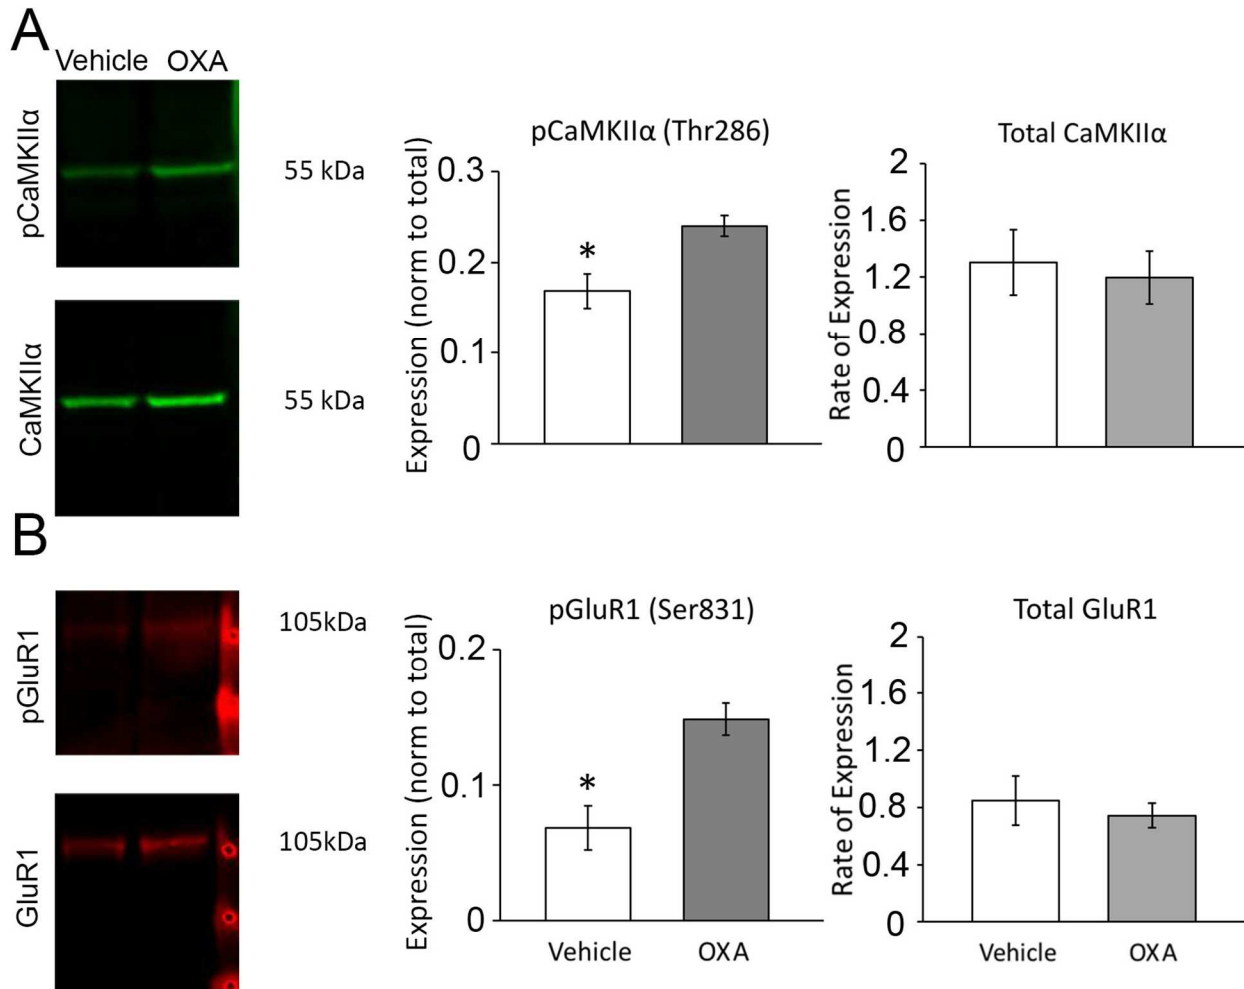 A
Vehicle OXA
pCaMKIIα
55 kDa
CaMKIIα
55 kDa
pCaMKIIα (Thr286)
Expression (norm to total)
0.3
0.2
0.1
0
*
Total CaMKIIα
Rate of Expression
2
1.6
1.2
0.8
0.4
0
B
pGluR1
105kDa
GluR1
105kDa
pGluR1 (Ser831)
Expression (norm to total)
0.2
0.1
0
*
Vehicle OXA
Total GluR1
Rate of Expression
2
1.6
1.2
0.8
0.4
0
Vehicle OXA